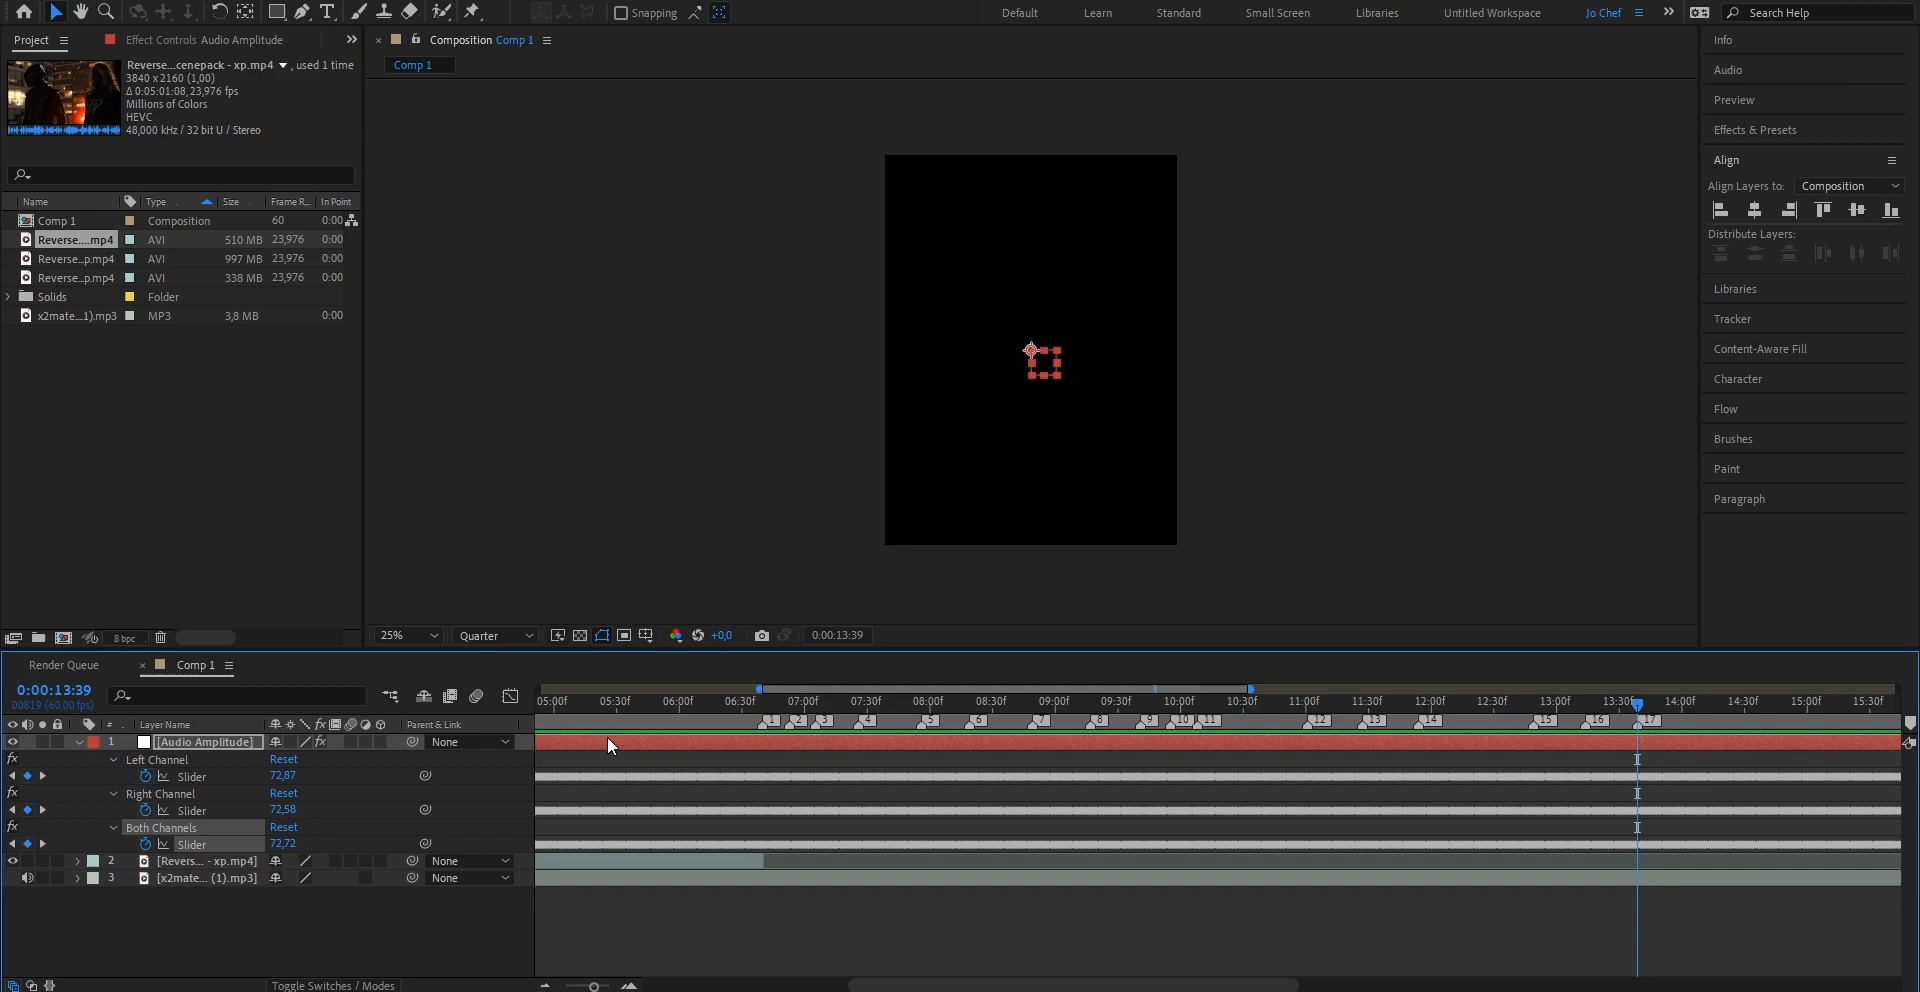 Snapping
Default
Learn
Standard
Small Screen
Libraries
Untitled Workspace
Jo Chef
Search Help
Project
Effect Controls Audio Amplitude
Composition Comp 1
Comp 1
Reverse...cenepack - xp.mp4 , used 1 time
3840 x 2160 (1,00)
Δ 0:05:01:08, 23,976 fps
Millions of Colors
HEVC
48,000 kHz / 32 bit U / Stereo
Name Type Size Frame R... In Point
Comp 1 Composition 60 0:00
Reverse....mp4 AVI 510 MB 23,976 0:00
Reverse...p.mp4 AVI 997 MB 23,976 0:00
Reverse...p.mp4 AVI 338 MB 23,976 0:00
Solids Folder
x2mate....1).mp3 MP3 3,8 MB 0:00
8 bpc
25%
Quarter
+0,0
0:00:13:39
Info
Audio
Preview
Effects & Presets
Align
Align Layers to: Composition
Distribute Layers:
Libraries
Tracker
Content-Aware Fill
Character
Flow
Brushes
Paint
Paragraph
Render Queue
Comp 1
0:00:13:39
00819 (60.00 fps)
05:00f 05:30f 06:00f 06:30f 07:00f 07:30f 08:00f 08:30f 09:00f 09:30f 10:00f 10:30f 11:00f 11:30f 12:00f 12:30f 13:00f 13:30f 14:00f 14:30f 15:00f 15:30f
1 2 3 4 5 6 7 8 9 10 11 12 13 14 15 16 17
# Layer Name fx Parent & Link
1 [Audio Amplitude] fx None
fx Left Channel Reset
Slider 72,87
fx Right Channel Reset
Slider 72,58
fx Both Channels Reset
Slider 72,72
2 [Revers... - xp.mp4] None
3 [x2mate... (1).mp3] None
Toggle Switches / Modes